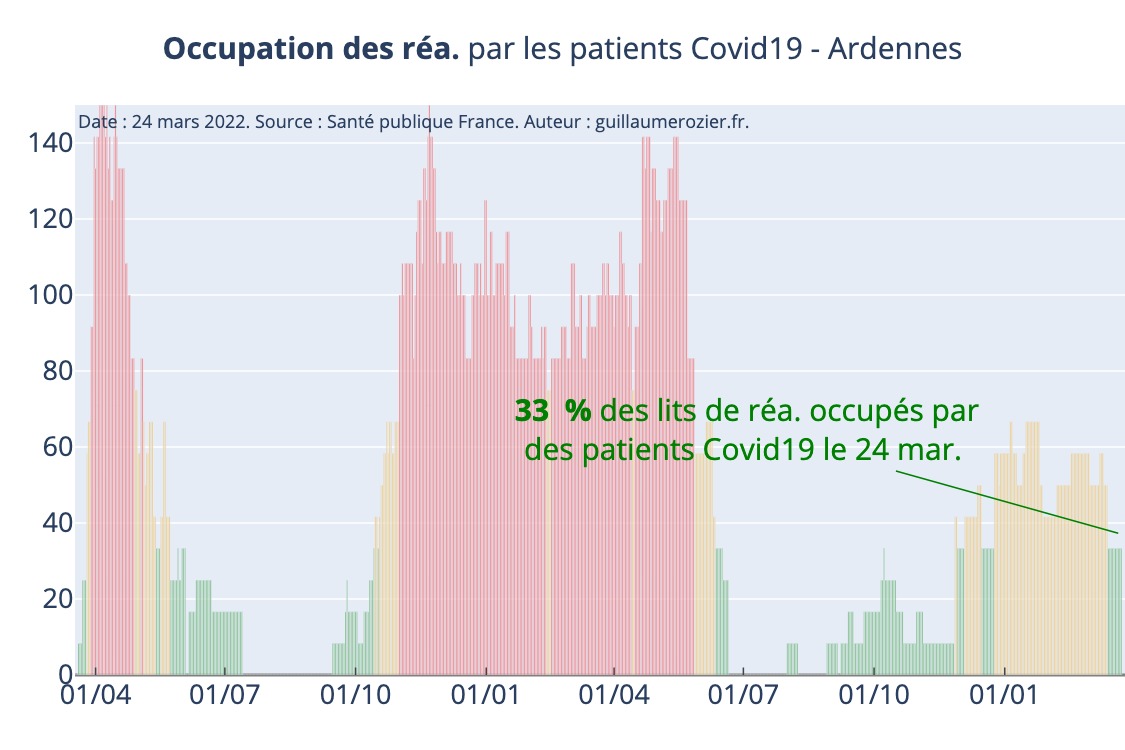 Occupation des réa. par les patients Covid19 - Ardennes
Date : 24 mars 2022. Source : Santé publique France. Auteur : guillaumerozier.fr.
140
120
100
80
60
40
20
0
33 % des lits de réa. occupés par
des patients Covid19 le 24 mar.
01/04 01/07 01/10 01/01 01/04 01/07 01/10 01/01